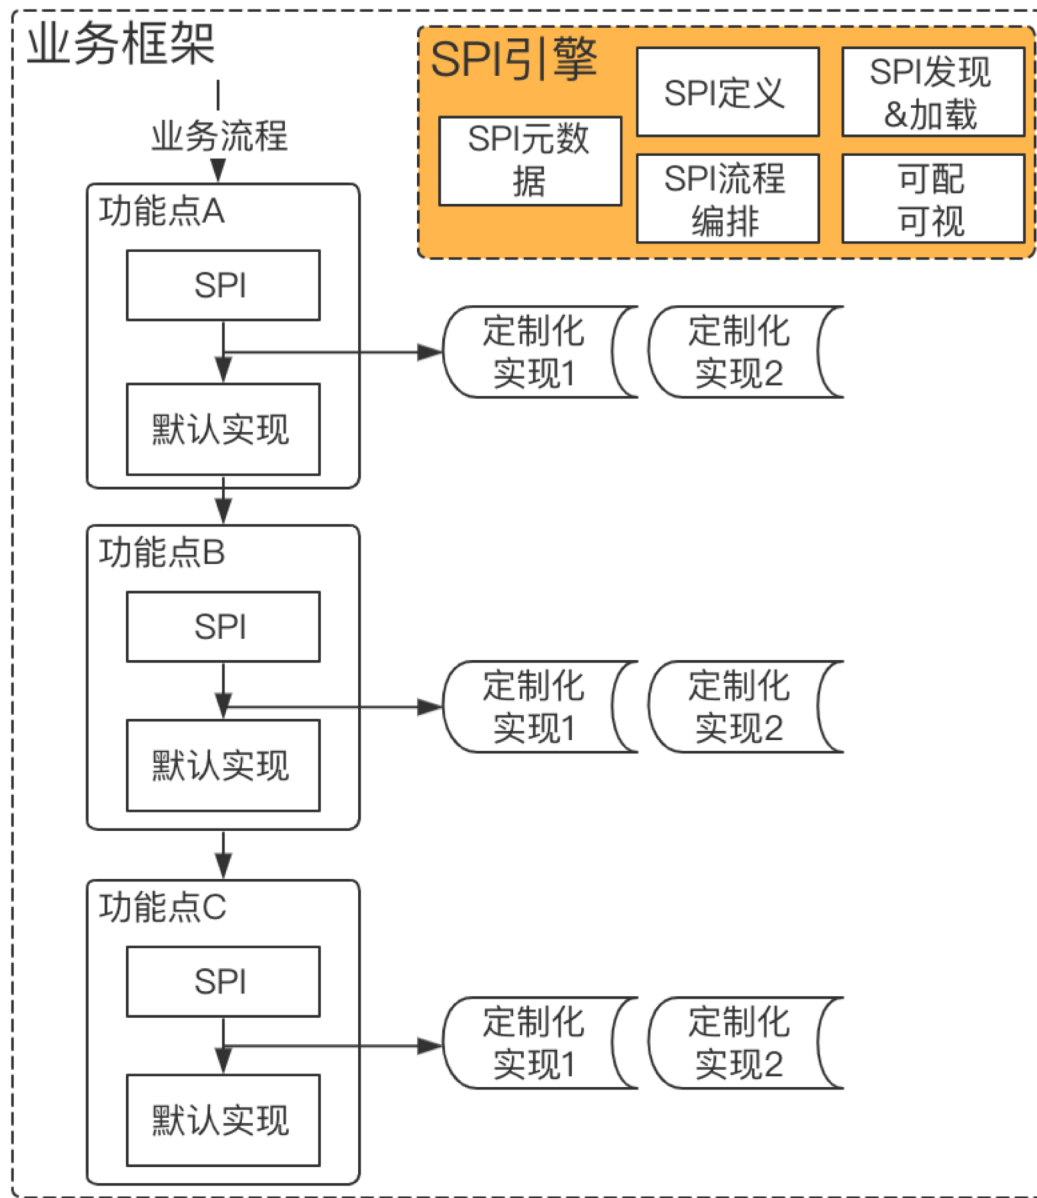 业务框架
业务流程
SPI引擎
SPI元数
据
SPI定义
SPI发现
&加载
SPI流程
编排
可配
可视
功能点A
SPI
默认实现
定制化
实现1
定制化
实现2
功能点B
SPI
默认实现
定制化
实现1
定制化
实现2
功能点C
SPI
默认实现
定制化
实现1
定制化
实现2